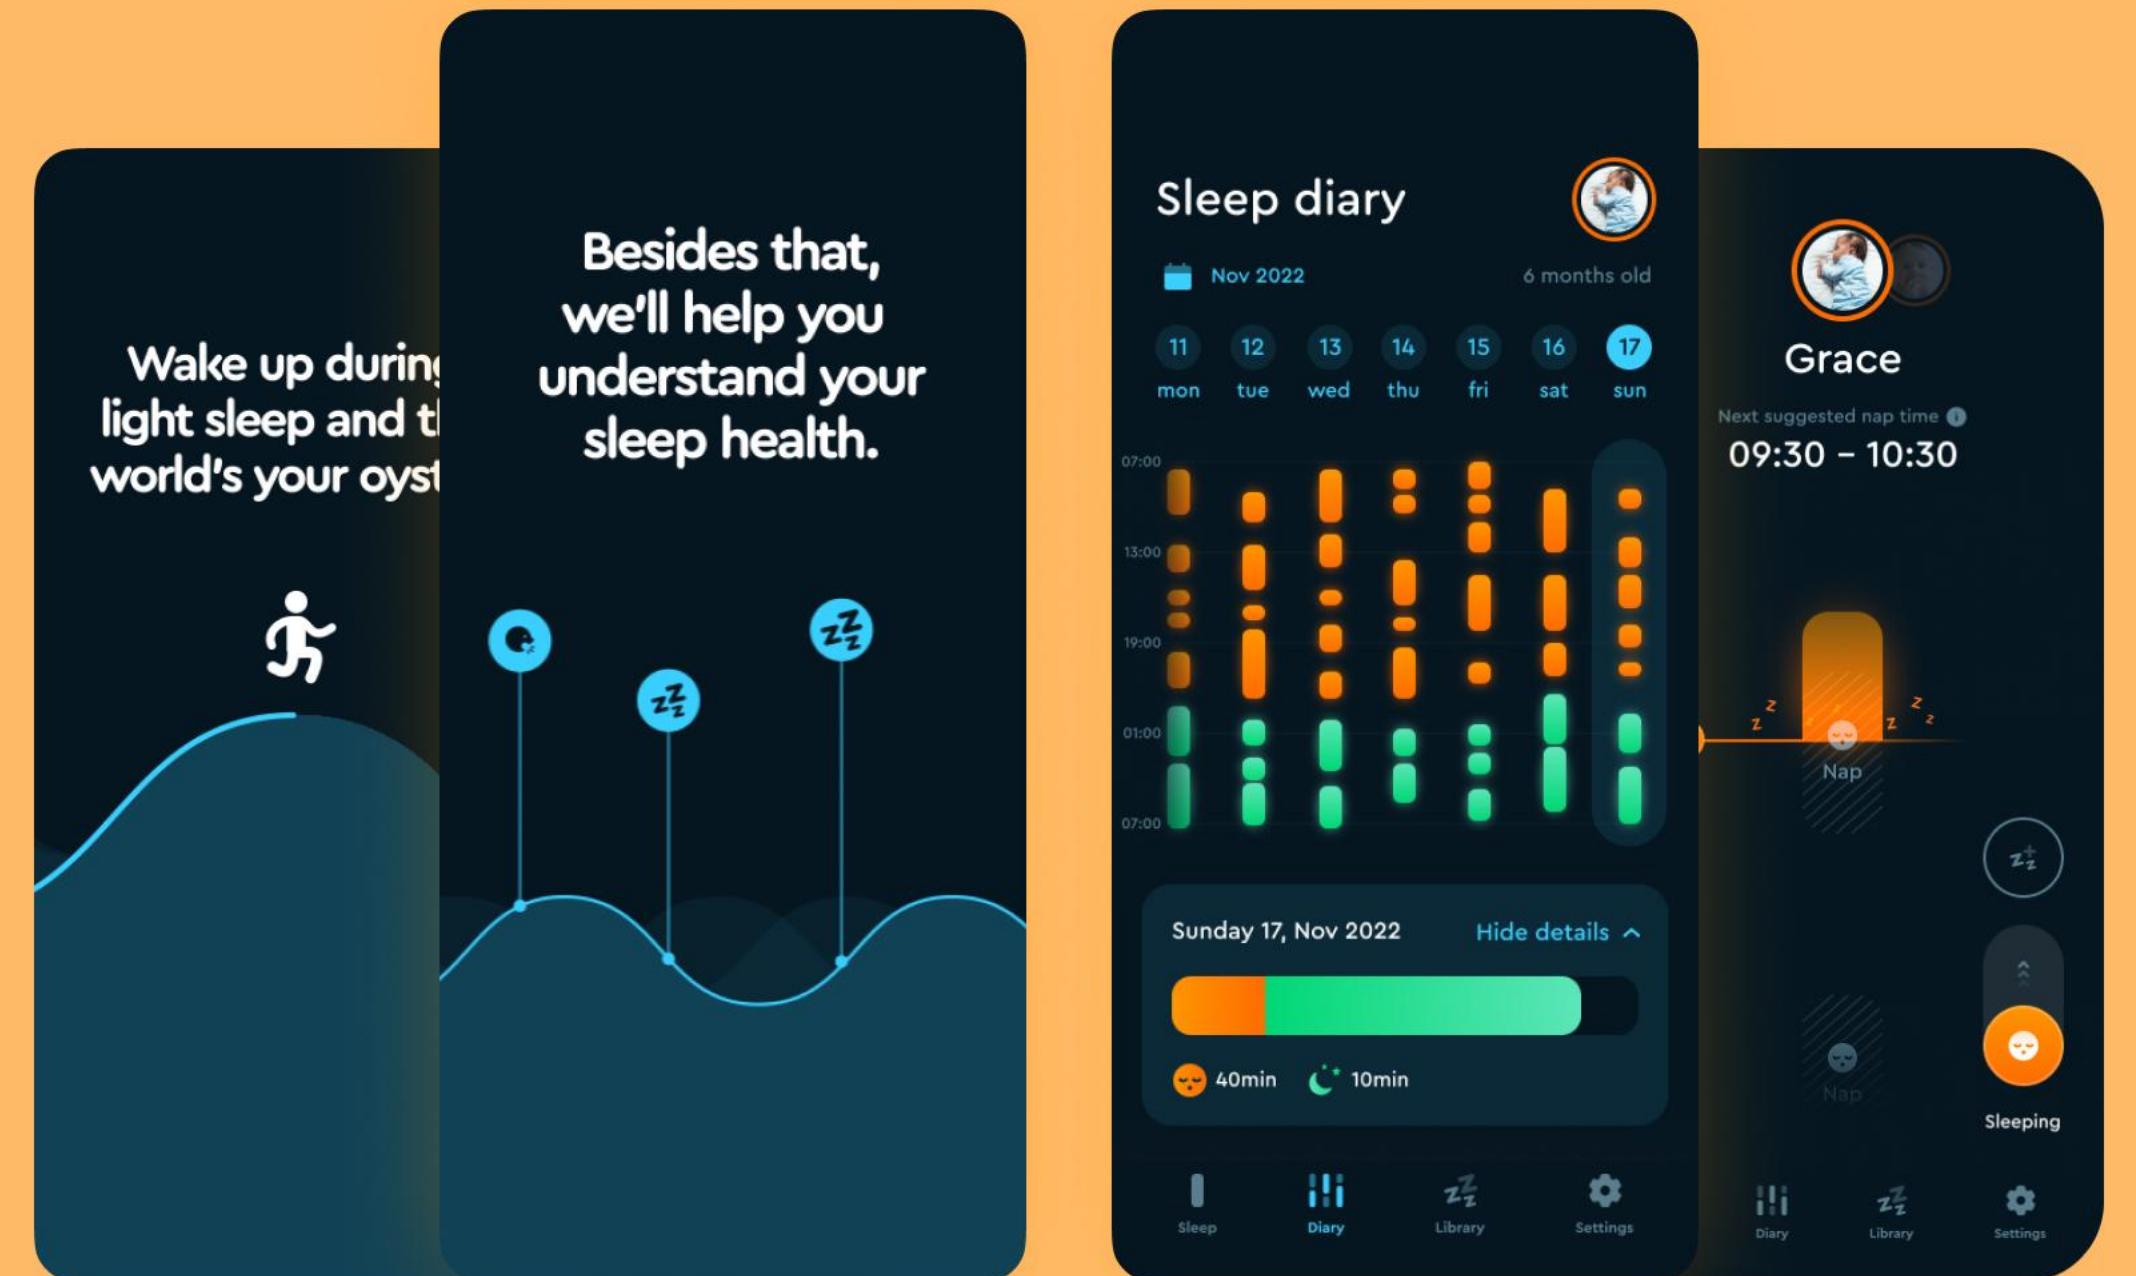 Wake up
light sleep and
world's your
Besides that,
we'll help you
understand your
sleep health.
Sleep diary
Nov 2022
6 months old
11 12 13 14 15 16 17
mon tue wed thu fri sat sun
07:00
13:00
19:00
01:00
07:00
Sunday 17, Nov 2022
Hide details
40min
10min
Sleep
Diary
Library
Settings
Grace
Next suggested nap time
09:30 – 10:30
Nap
Nap
Sleeping
Diary
Library
Settings